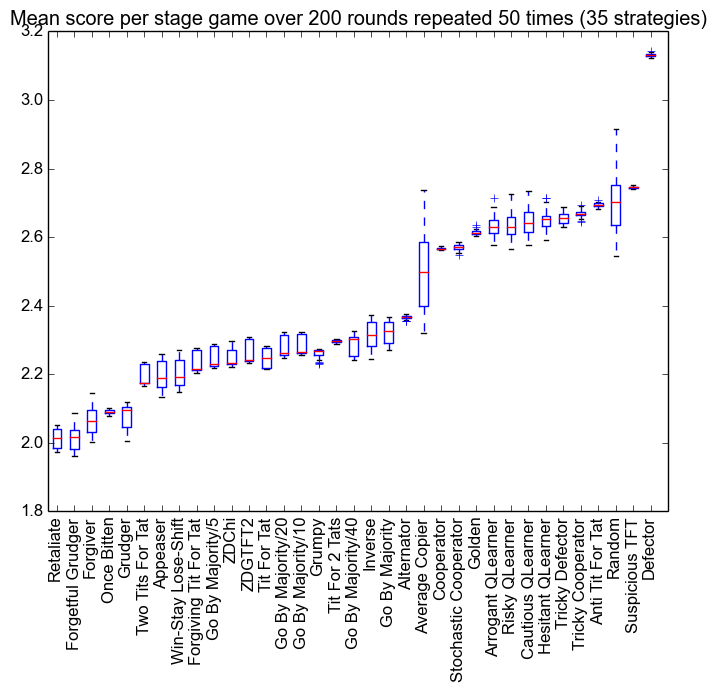 Mean score per stage game over 200 rounds repeated 50 times (35 strategies)
3.2
3.0
2.8
2.6
2.4
2.2
2.0
1.8
Retaliate
Forgetful Grudger
Forgiver
Once Bitten
Grudger
Two Tits For Tat
Appeaser
Win-Stay Lose-Shift
Forgiving Tit For Tat
Go By Majority/5
ZDChi
ZDGTFT2
Tit For Tat
Go By Majority/20
Go By Majority/10
Grumpy
Tit For 2 Tats
Go By Majority/40
Inverse
Go By Majority
Alternator
Average Copier
Cooperator
Stochastic Cooperator
Golden
Arrogant QLearner
Risky QLearner
Cautious QLearner
Hesitant QLearner
Tricky Defector
Tricky Cooperator
Anti Tit For Tat
Random
Suspicious TFT
Defector